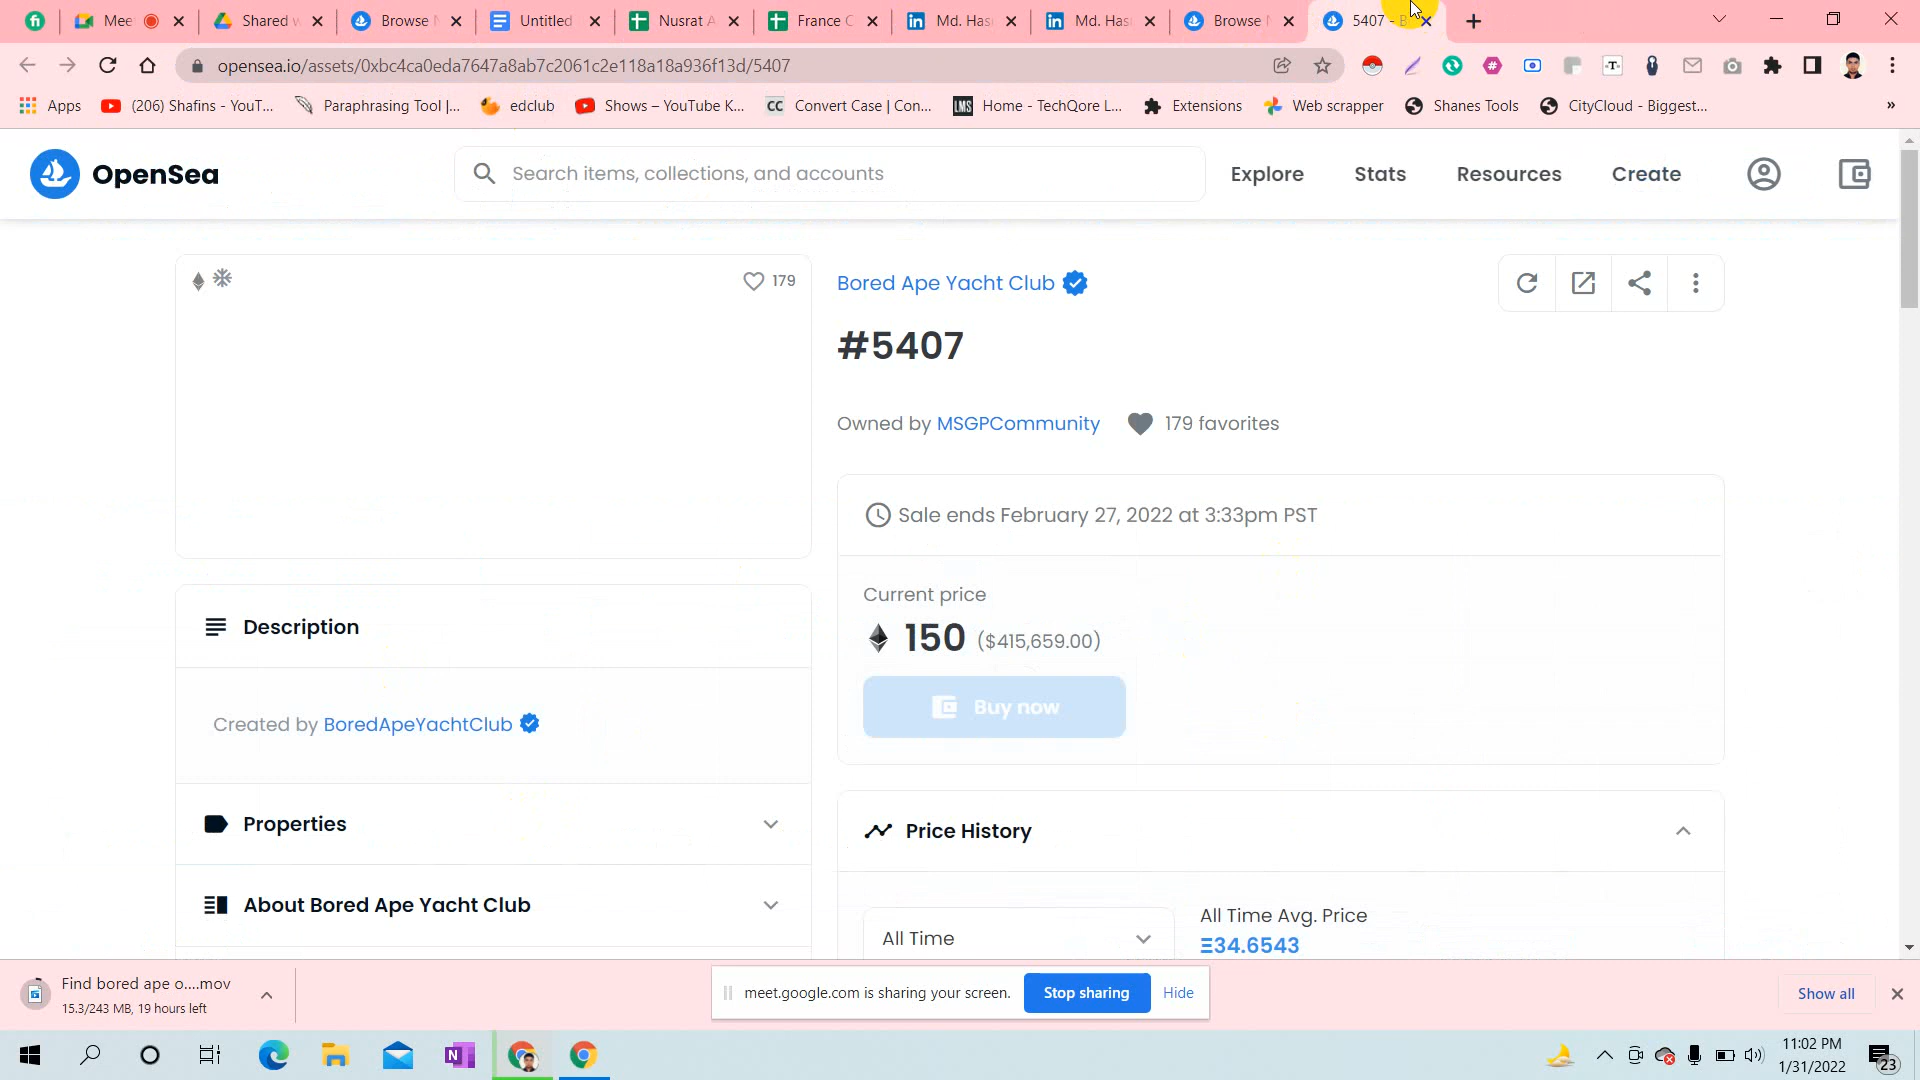 Mee
Shared w
Browse N
Untitled
Nusrat A
France C
Md. Has
Md. Has
Browse N
5407 - B
opensea.io/assets/0xbc4ca0eda7647a8ab7c2061c2e118a18a936f13d/5407
Apps
(206) Shafins - YouT...
Paraphrasing Tool |...
edclub
Shows – YouTube K...
CC Convert Case | Con...
LMS Home - TechQore L...
Extensions
Web scrapper
Shanes Tools
CityCloud - Biggest...
»
OpenSea
Search items, collections, and accounts
Explore
Stats
Resources
Create
179
Bored Ape Yacht Club
#5407
Owned by MSGPCommunity
179 favorites
Sale ends February 27, 2022 at 3:33pm PST
Current price
150 ($415,659.00)
Buy now
Description
Created by BoredApeYachtClub
Properties
About Bored Ape Yacht Club
Price History
All Time
All Time Avg. Price
Ξ34.6543
Find bored ape o....mov
15.3/243 MB, 19 hours left
meet.google.com is sharing your screen.
Stop sharing
Hide
Show all
11:02 PM
1/31/2022
23